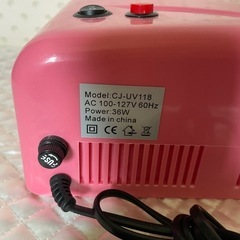 Model:CJ-UV118
AC 100-127V 60Hz
Power:36W
Made in china
FUSE